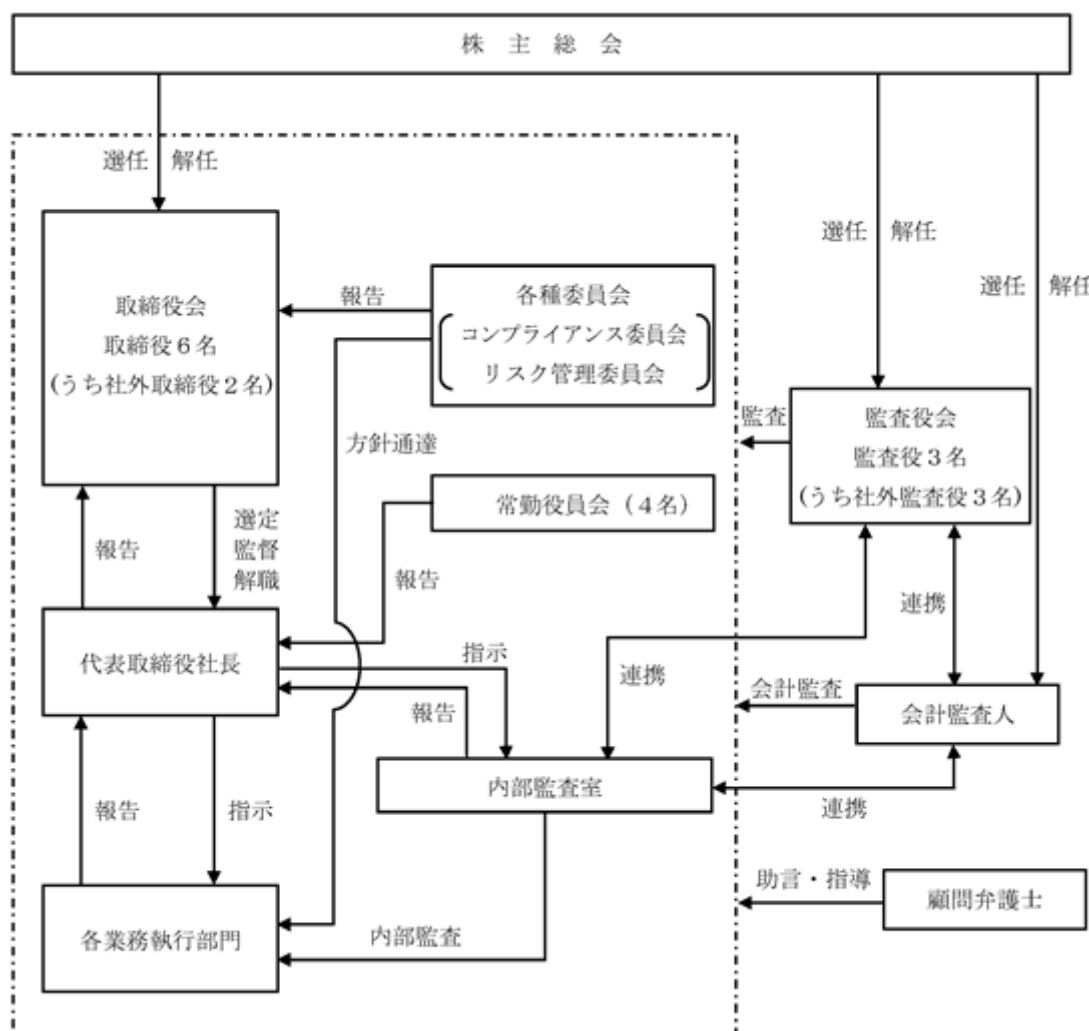 株主総会
選任 解任
選任 解任
選任 解任
取締役会
取締役6名
(うち社外取締役2名)
報告
各種委員会
コンプライアンス委員会
リスク管理委員会
監査役会
監査役3名
(うち社外監査役3名)
監査
方針通達
常勤役員会(4名)
報告
選定
監督
解職
報告
連携
代表取締役社長
指示
報告
連携
会計監査
会計監査人
内部監査室
連携
報告
指示
助言・指導
顧問弁護士
各業務執行部門
内部監査